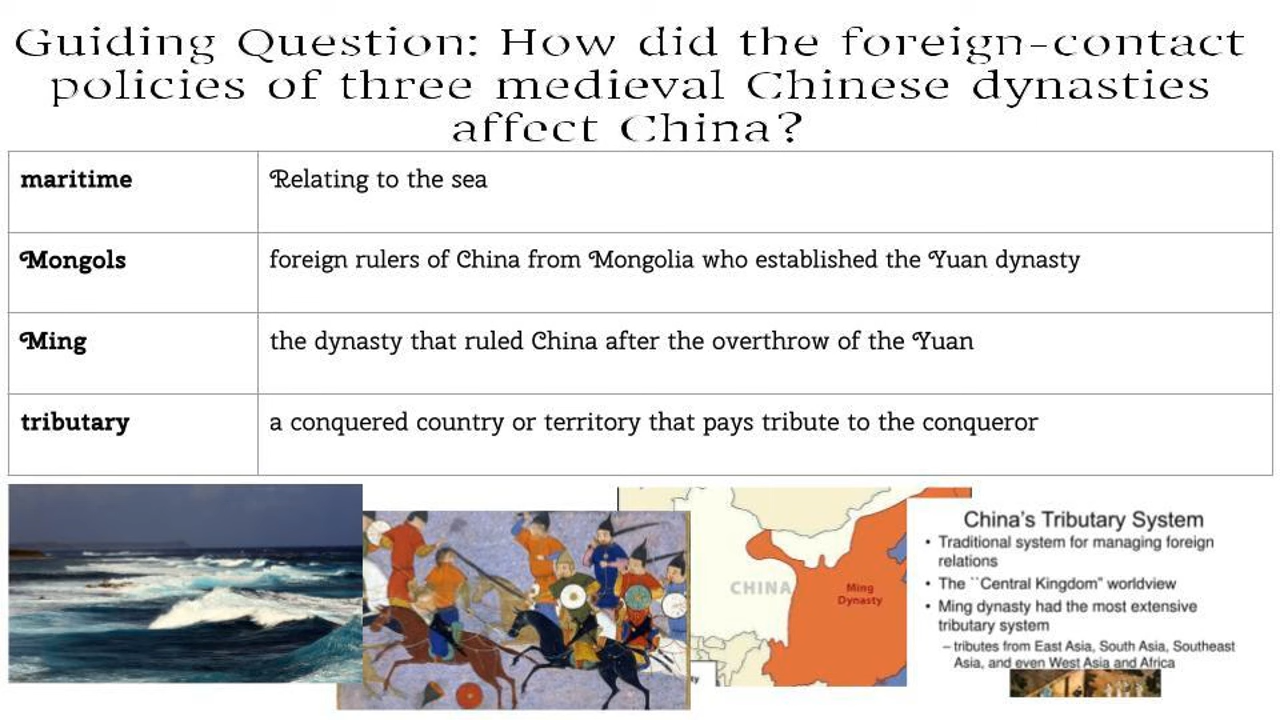 Guiding Question: How did the foreign-contact
policies of three medieval Chinese dynasties
affect China?
maritime
Relating to the sea
Mongols
foreign rulers of China from Mongolia who established the Yuan dynasty
Ming
the dynasty that ruled China after the overthrow of the Yuan
tributary
a conquered country or territory that pays tribute to the conqueror
CHINA
Ming
Dynasty
China's Tributary System
• Traditional system for managing foreign
relations
• The ``Central Kingdom" worldview
• Ming dynasty had the most extensive
tributary system
– tributes from East Asia, South Asia, Southeast
Asia, and even West Asia and Africa